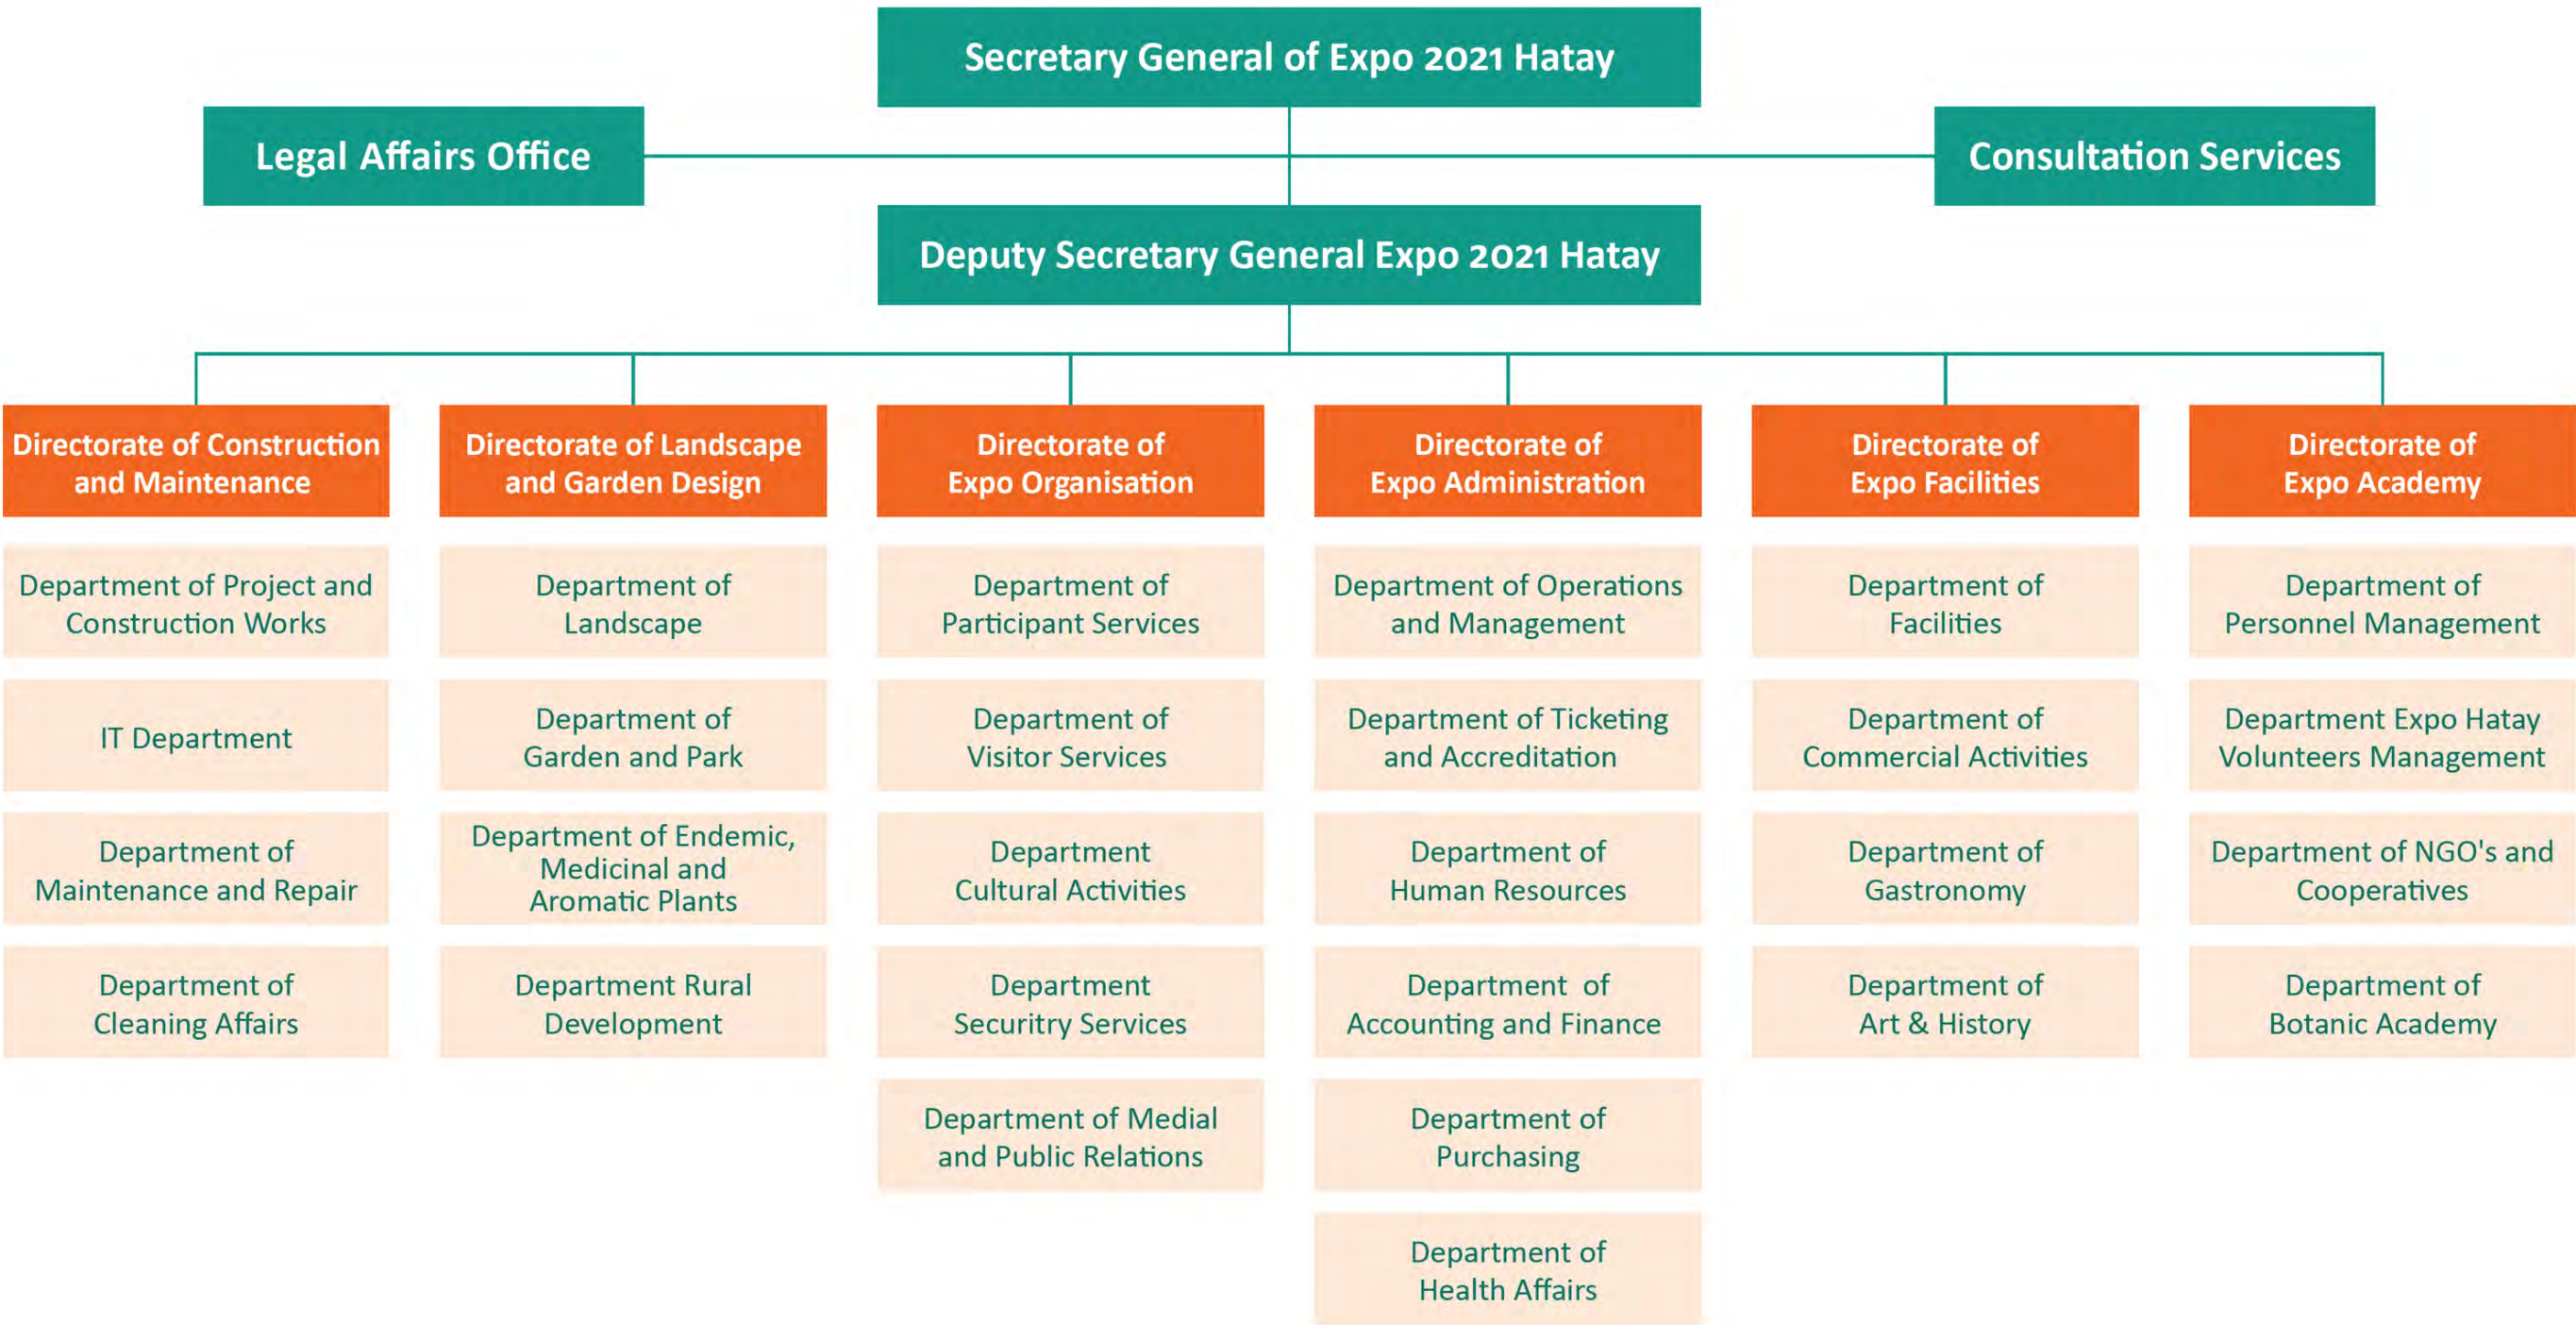 Secretary General of Expo 2021 Hatay
Legal Affairs Office
Consultation Services
Deputy Secretary General Expo 2021 Hatay
Directorate of Construction
and Maintenance
Department of Project and
Construction Works
IT Department
Department of
Maintenance and Repair
Department of
Cleaning Affairs
Directorate of Landscape
and Garden Design
Department of
Landscape
Department of
Garden and Park
Department of Endemic,
Medicinal and
Aromatic Plants
Department Rural
Development
Directorate of
Expo Organisation
Department of
Participant Services
Department of
Visitor Services
Department
Cultural Activities
Department
Securitry Services
Department of Medial
and Public Relations
Directorate of
Expo Administration
Department of Operations
and Management
Department of Ticketing
and Accreditation
Department of
Human Resources
Department of
Accounting and Finance
Department of
Purchasing
Department of
Health Affairs
Directorate of
Expo Facilities
Department of
Facilities
Department of
Commercial Activities
Department of
Gastronomy
Department of
Art & History
Directorate of
Expo Academy
Department of
Personnel Management
Department Expo Hatay
Volunteers Management
Department of NGO's and
Cooperatives
Department of
Botanic Academy